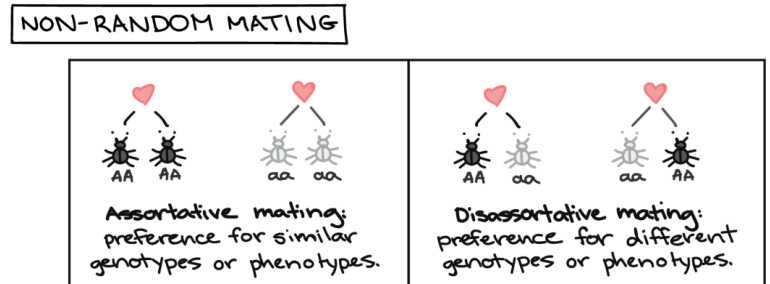 NON-RANDOM MATING
AA AA aa aa
Assortative mating:
preference for similar
genotypes or phenotypes.
AA aa aa AA
Disassortative mating:
preference for different
genotypes or phenotypes.